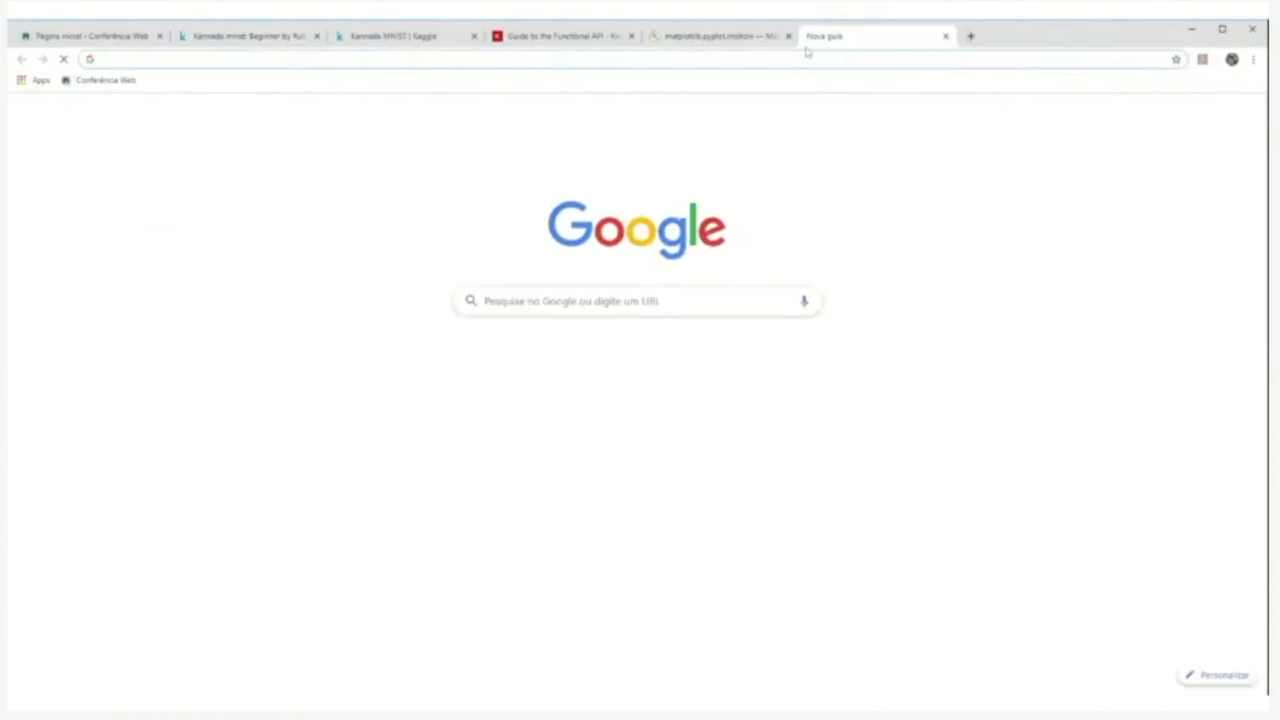 Página inicial - Conferência Web
Kannada mnist: Beginner by
Kannada MNIST | Kaggle
Guide to the Functional API -
matplotlib.pyplot.imshow —
Nova guia
Apps
Conferência Web
Google
Pesquise no Google ou digite um URL
Personalizar